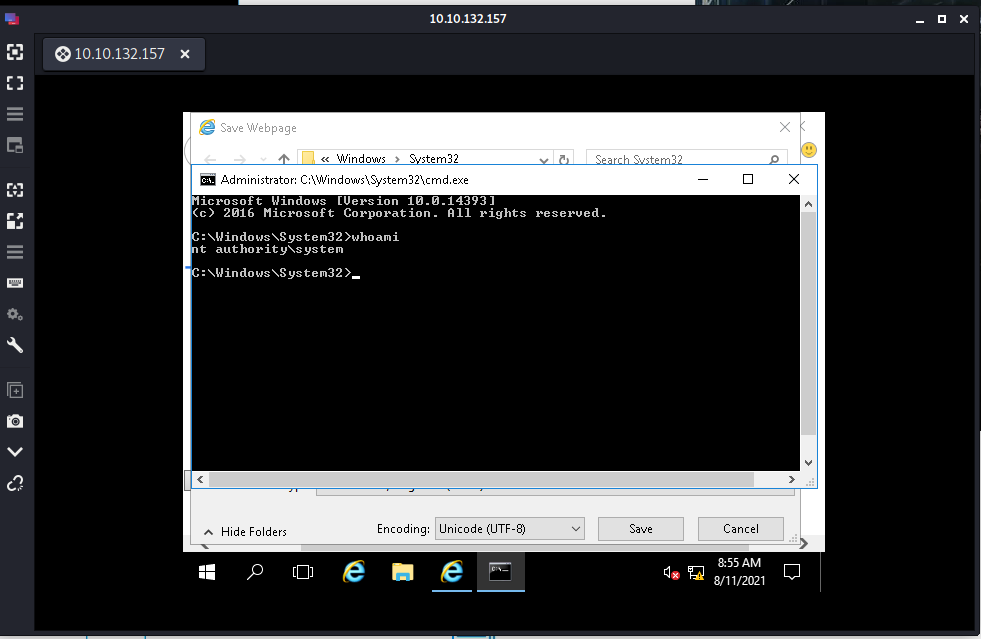 10.10.132.157
10.10.132.157
Save Webpage
« Windows > System32
Search System32
Administrator: C:\Windows\System32\cmd.exe
Microsoft Windows [Version 10.0.14393]
(c) 2016 Microsoft Corporation. All rights reserved.
C:\Windows\System32>whoami
nt authority\system
C:\Windows\System32>
Hide Folders
Encoding:
Unicode (UTF-8)
Save
Cancel
8:55 AM
8/11/2021